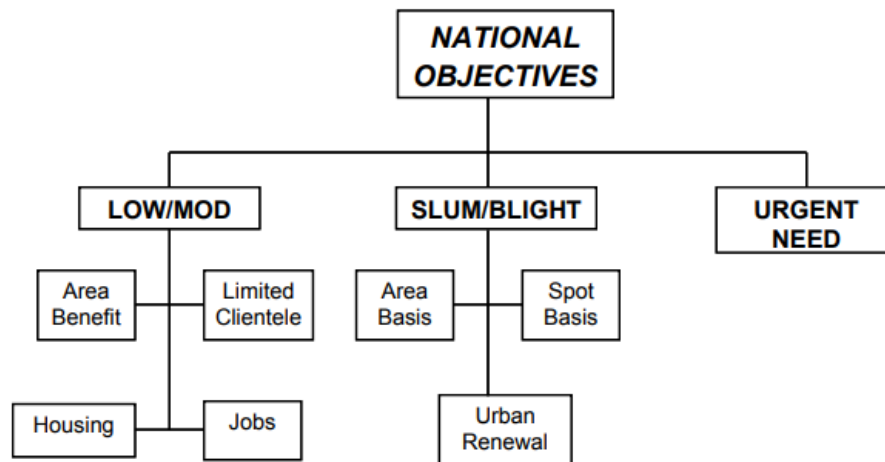 NATIONAL
OBJECTIVES
LOW/MOD
SLUM/BLIGHT
URGENT
NEED
Area
Benefit
Limited
Clientele
Area
Basis
Spot
Basis
Housing
Jobs
Urban
Renewal